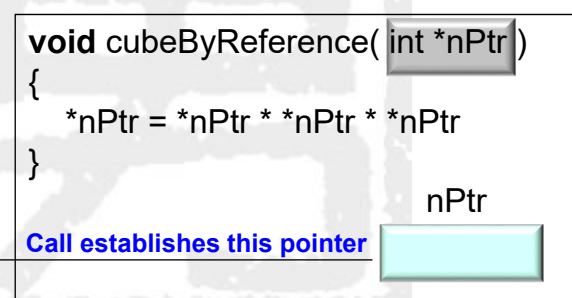 void cubeByReference( int *nPtr )
{
*nPtr = *nPtr * *nPtr * *nPtr
}
nPtr
Call establishes this pointer